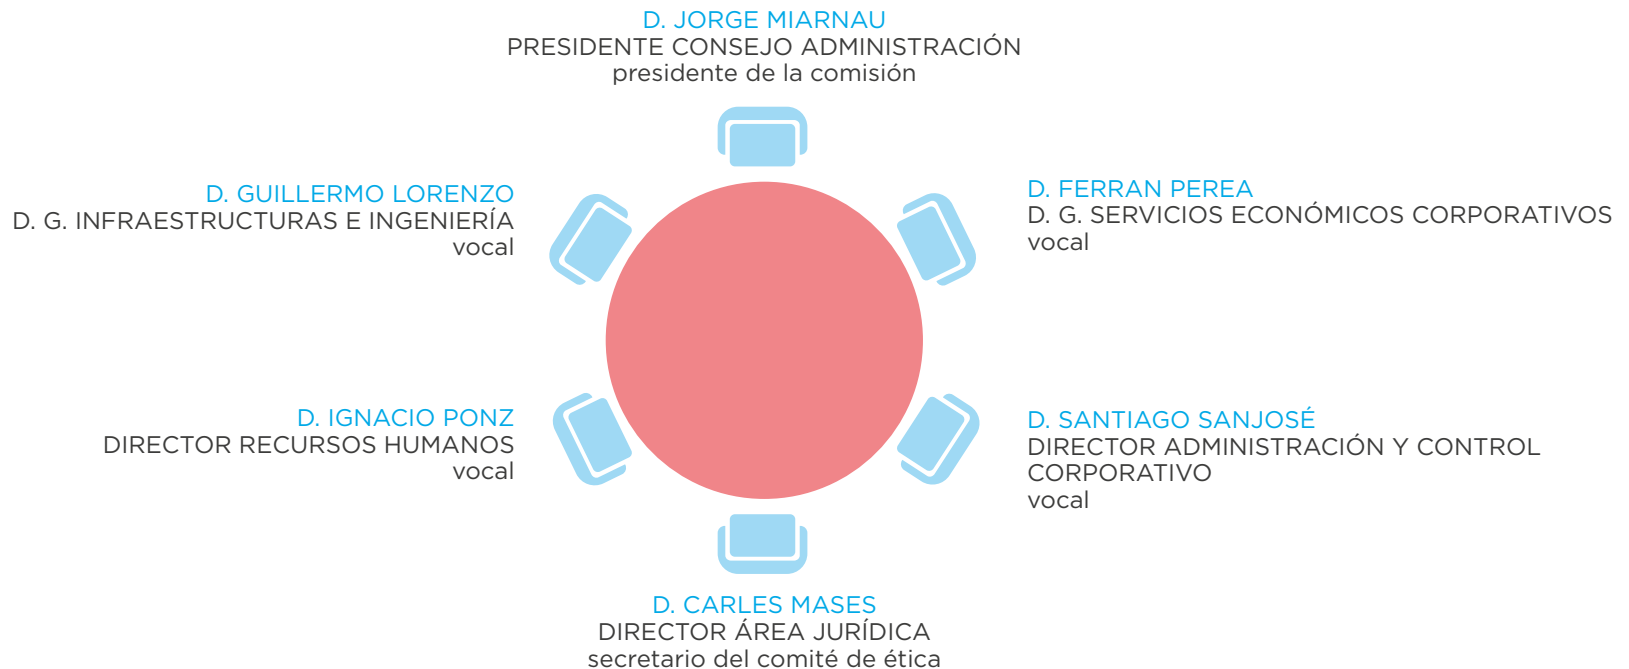 D. JORGE MIARNAU
PRESIDENTE CONSEJO ADMINISTRACIÓN
presidente de la comisión
D. GUILLERMO LORENZO
D. G. INFRAESTRUCTURAS E INGENIERÍA
vocal
D. FERRAN PEREA
D. G. SERVICIOS ECONÓMICOS CORPORATIVOS
vocal
D. IGNACIO PONZ
DIRECTOR RECURSOS HUMANOS
vocal
D. SANTIAGO SANJOSÉ
DIRECTOR ADMINISTRACIÓN Y CONTROL
CORPORATIVO
vocal
D. CARLES MASES
DIRECTOR ÁREA JURÍDICA
secretario del comité de ética